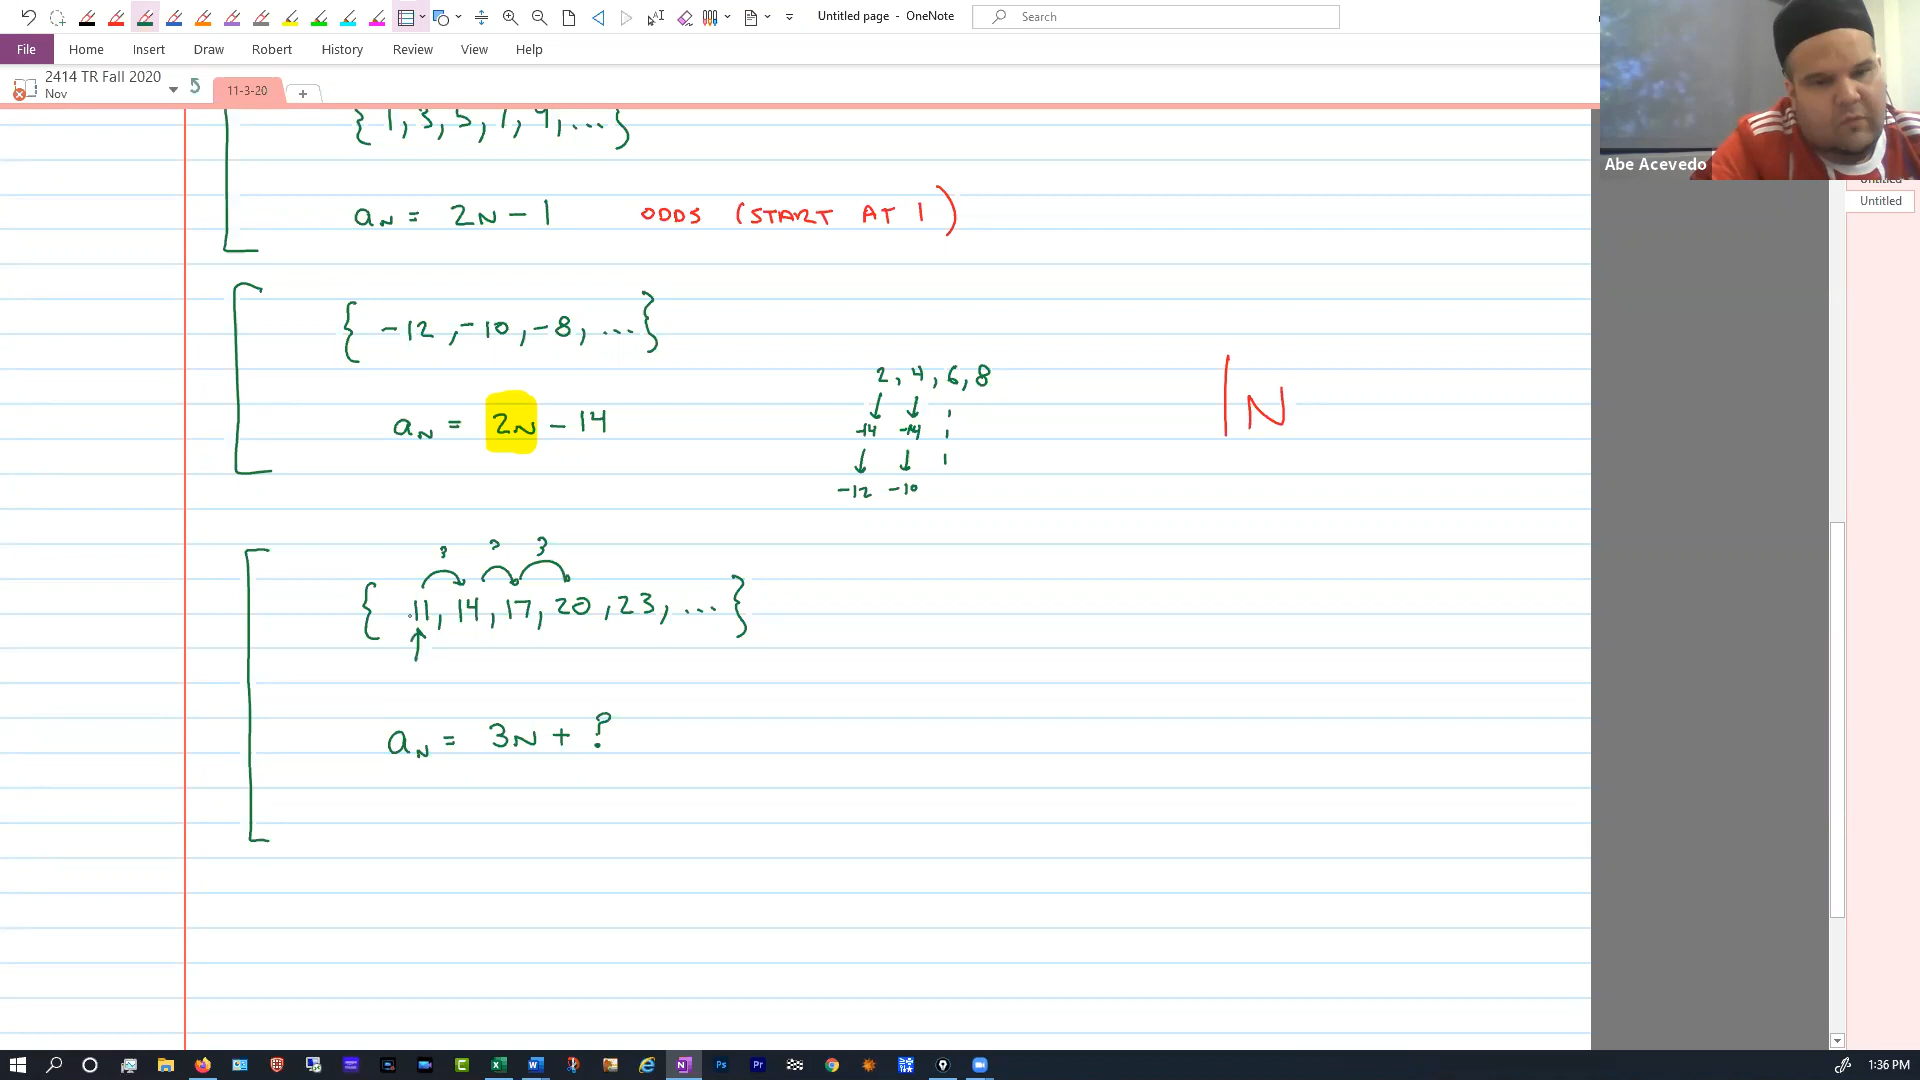 Untitled page - OneNote
Search
File Home Insert Draw Robert History Review View Help
2414 TR Fall 2020
Nov
11-3-20
Abe Acevedo
Untitled
Untitled
{1, 3, 5, 7, 9, ...}
aN = 2N - 1 ODDS (START AT 1)
{ -12, -10, -8, ... }
aN = 2N - 14
2, 4, 6, 8
-14 -14
-12 -10
N
3 3 3
{ 11, 14, 17, 20, 23, ... }
aN = 3N + ?
1:36 PM